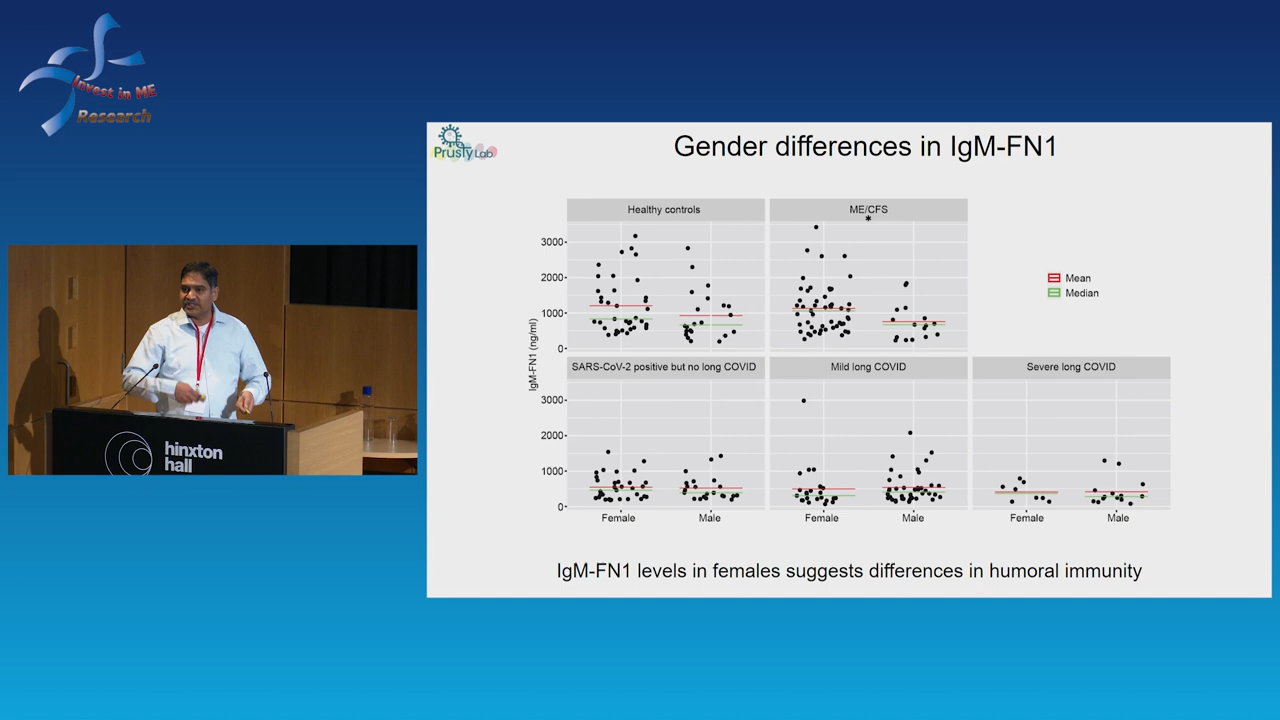 Invest in ME
Research
Prusty Lab
Gender differences in IgM-FN1
Healthy controls
ME/CFS
*
3000
2000
1000
0
Mean
Median
IgM-FN1 (ng/ml)
SARS-CoV-2 positive but no long COVID
Mild long COVID
Severe long COVID
3000
2000
1000
0
Female
Male
Female
Male
Female
Male
IgM-FN1 levels in females suggests differences in humoral immunity
hinxton
hall